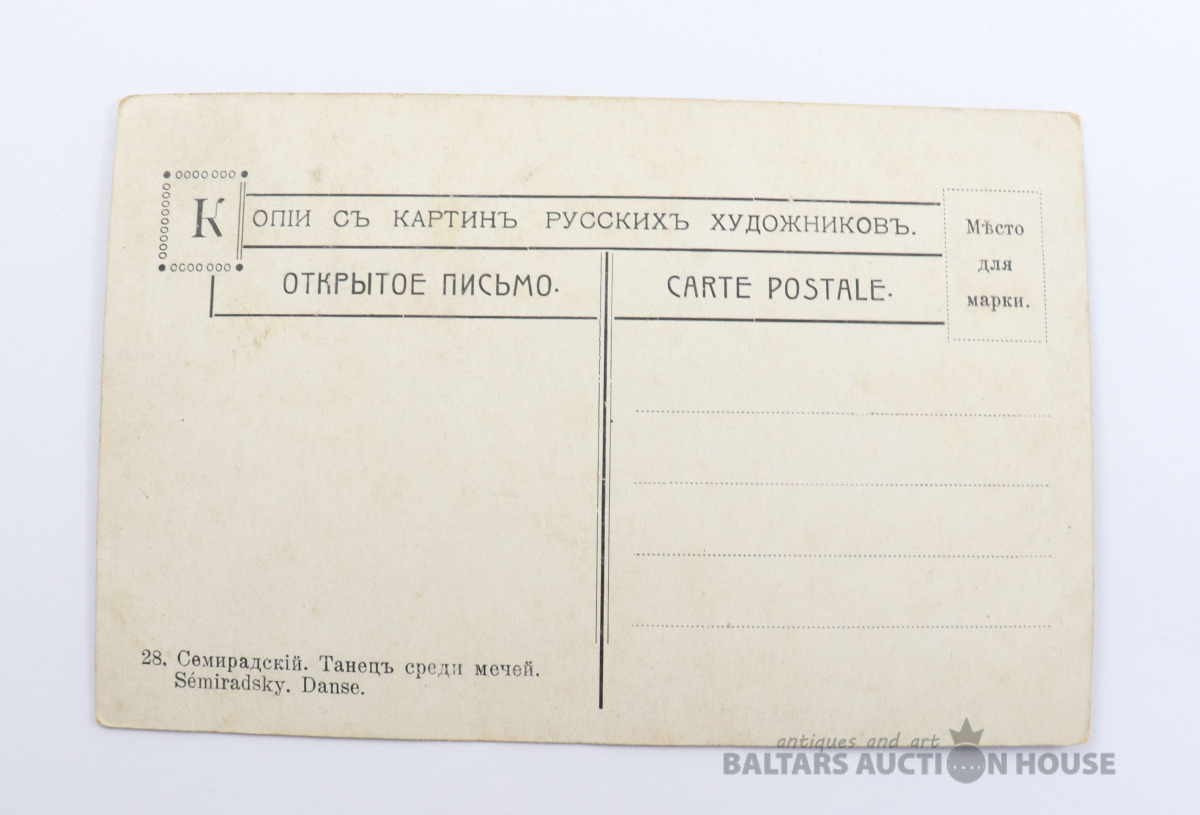 КОПІИ СЪ КАРТИНЪ РУССКИХЪ ХУДОЖНИКОВЪ.
ОТКРЫТОЕ ПИСЬМО.
CARTE POSTALE.
Мѣсто
для
марки.
28. Семирадскій. Танецъ среди мечей.
Sémiradsky. Danse.
antiques and art
BALTARS AUCTION HOUSE